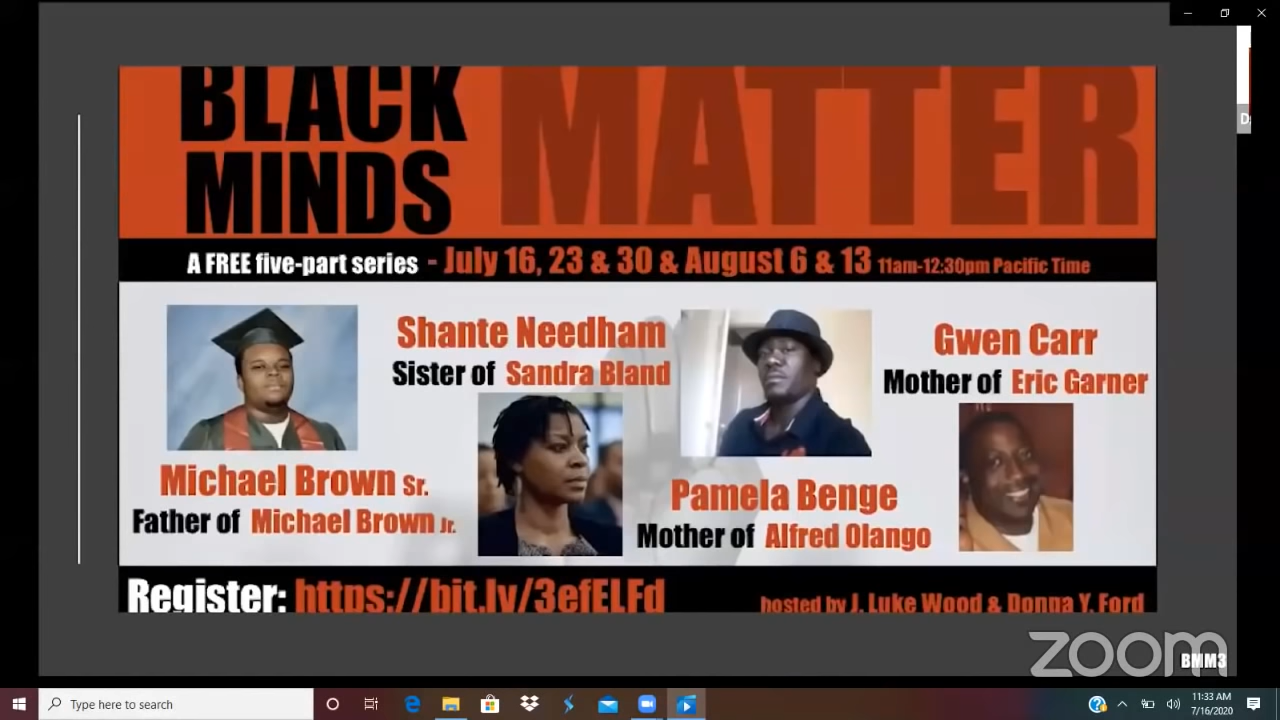 BLACK
MINDS
MATTER
A FREE five-part series - July 16, 23 & 30 & August 6 & 13 11am-12:30pm Pacific Time
Shante Needham
Sister of Sandra Bland
Gwen Carr
Mother of Eric Garner
Michael Brown Sr.
Father of Michael Brown Jr.
Pamela Benge
Mother of Alfred Olango
Register: https://bit.ly/3efELFd
hosted by J. Luke Wood & Donna Y. Ford
zoom
BMM3
Type here to search
11:33 AM
7/16/2020